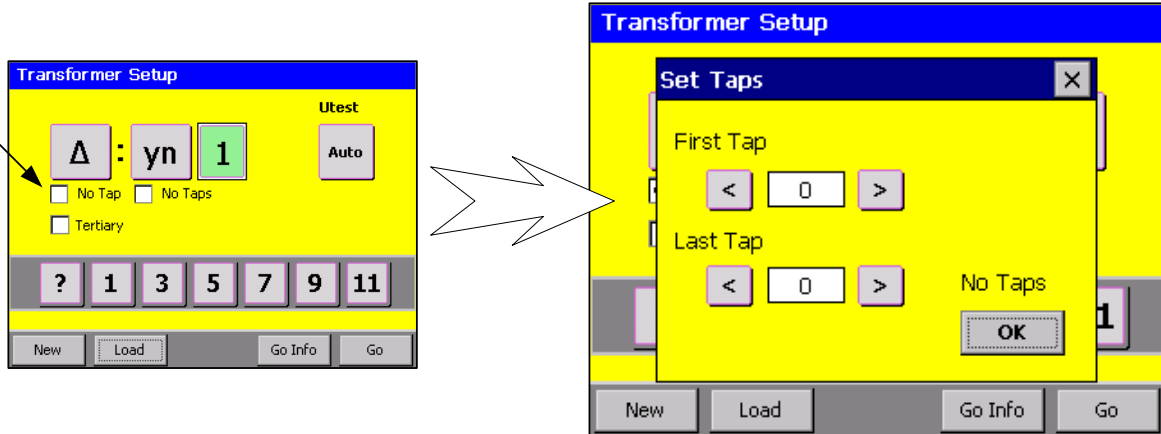 Transformer Setup
Utest
Δ : yn 1 Auto
No Tap No Taps
Tertiary
? 1 3 5 7 9 11
New Load Go Info Go
Transformer Setup
Set Taps
First Tap
< 0 >
Last Tap
< 0 >
No Taps
OK
1
New Load Go Info Go